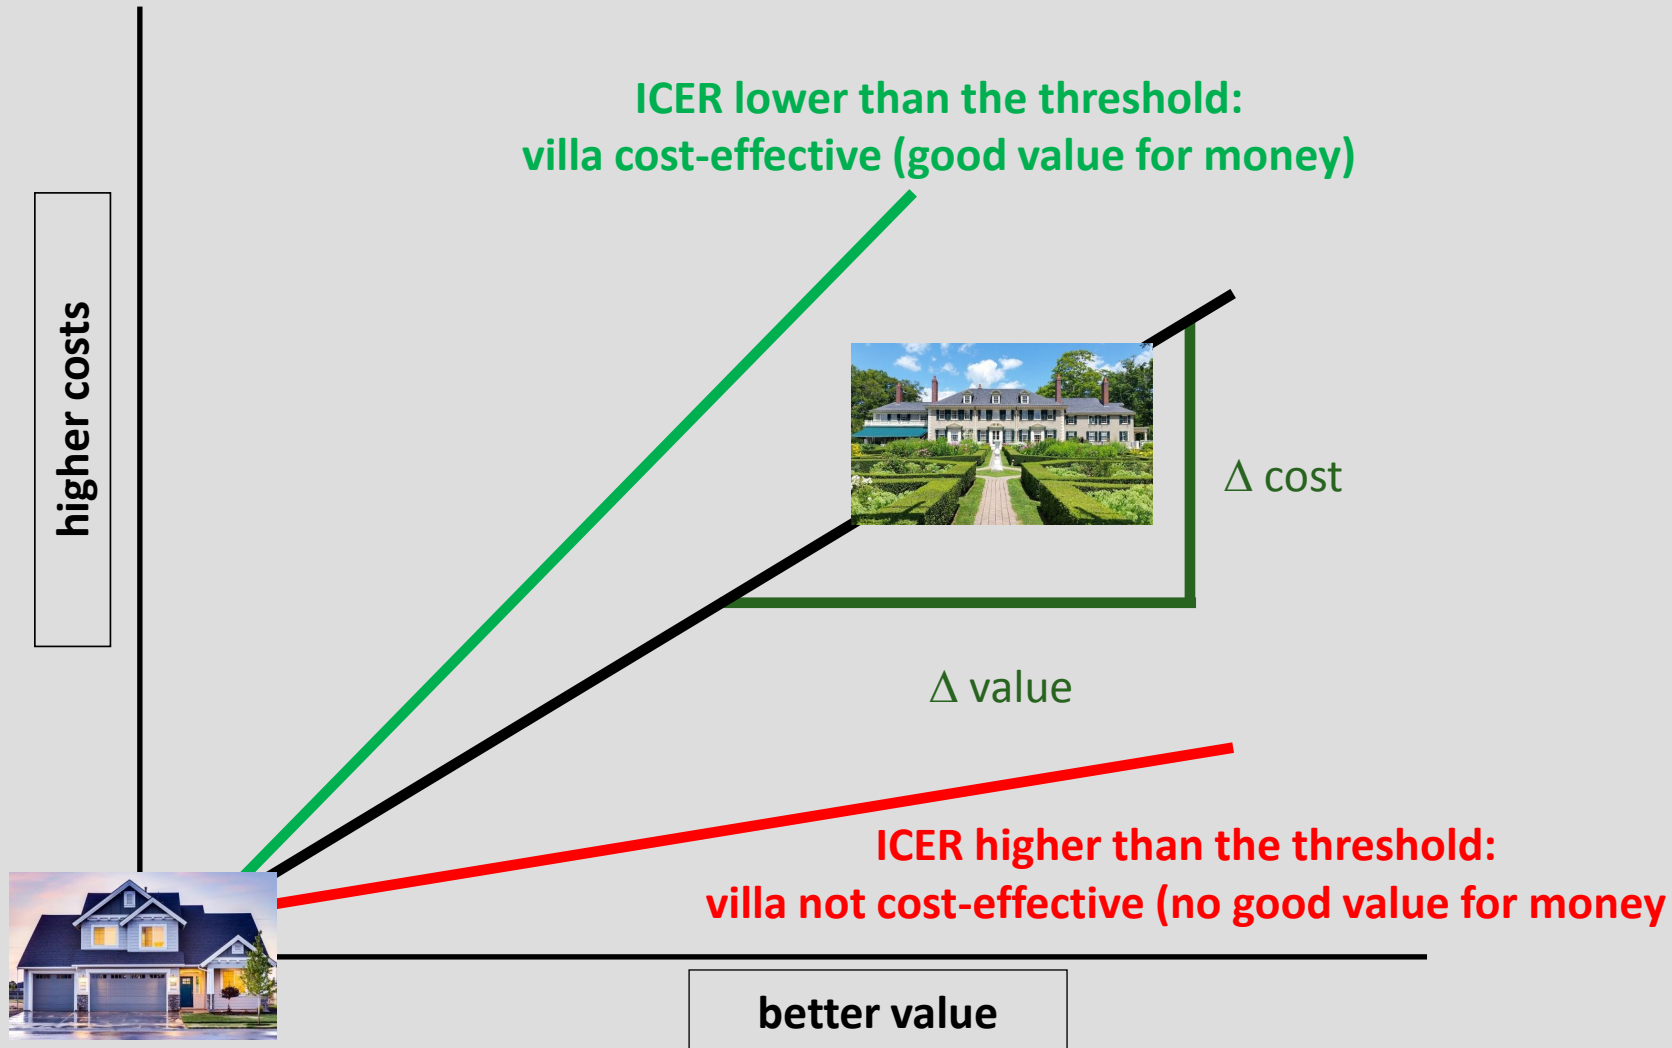 ICER lower than the threshold:
villa cost-effective (good value for money)
higher costs
Δ cost
Δ value
ICER higher than the threshold:
villa not cost-effective (no good value for money
better value